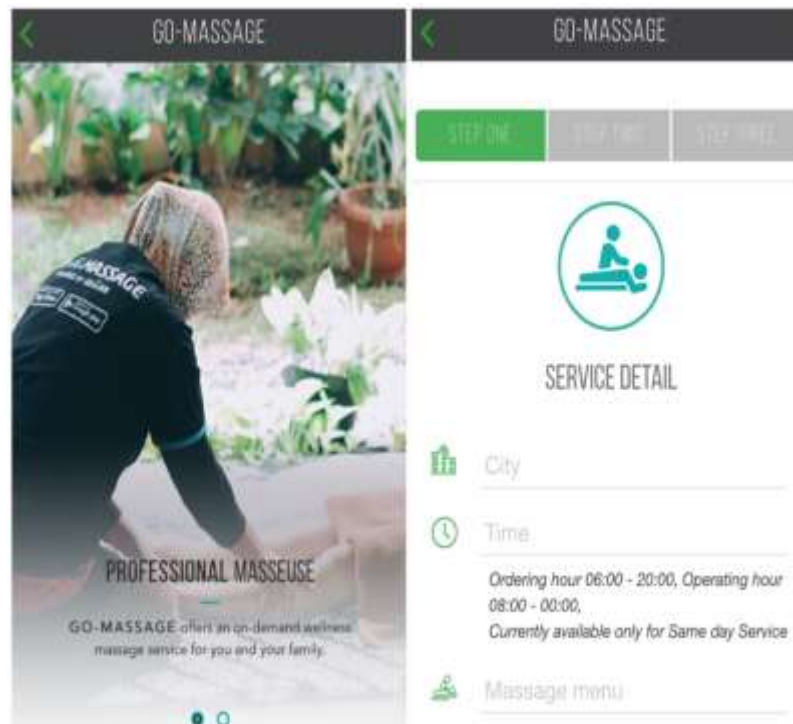 GO-MASSAGE
PROFESSIONAL MASSEUSE
GO-MASSAGE offers an on-demand wellness
massage service for you and your family.
GO-MASSAGE
STEP ONE
STEP TWO
STEP THREE
SERVICE DETAIL
City
Time
Ordering hour 06:00 - 20:00, Operating hour
08:00 - 00:00,
Currently available only for Same day Service
Massage menu